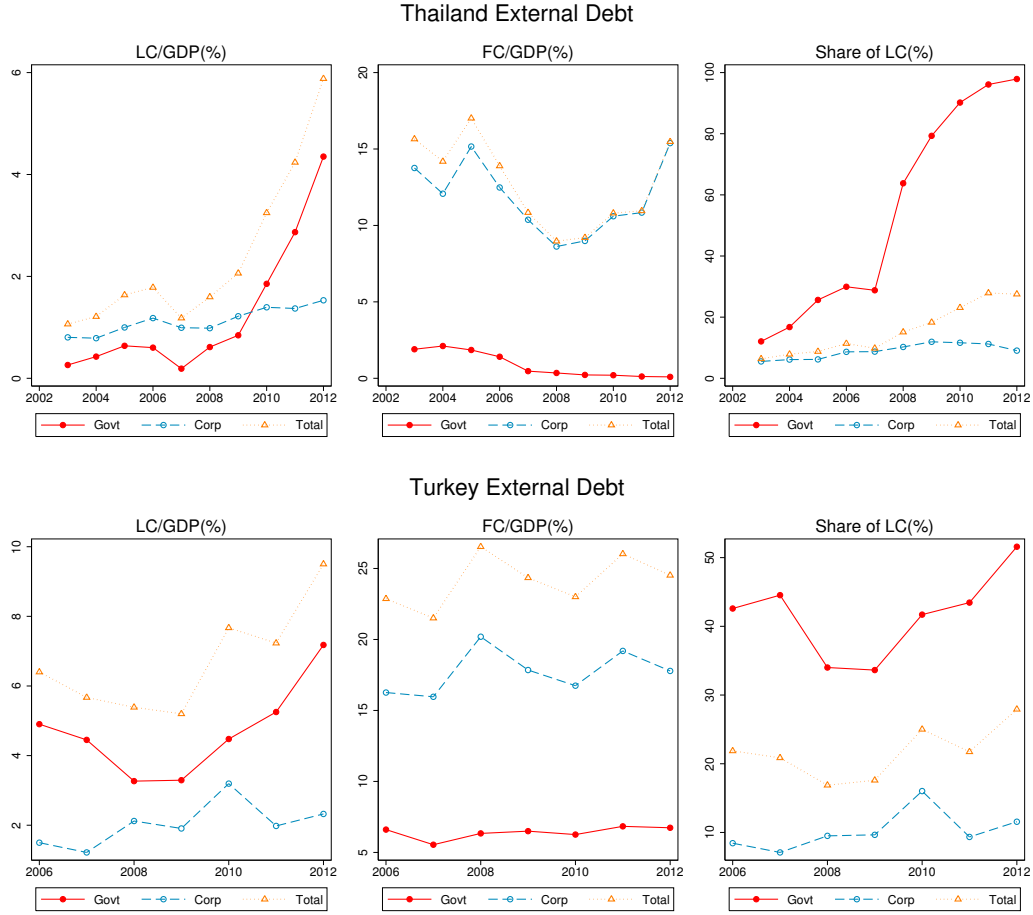 Thailand External Debt
LC/GDP(%)
0 2 4 6
2002 2004 2006 2008 2010 2012
Govt Corp Total
FC/GDP(%)
0 5 10 15 20
2002 2004 2006 2008 2010 2012
Govt Corp Total
Share of LC(%)
0 20 40 60 80 100
2002 2004 2006 2008 2010 2012
Govt Corp Total
Turkey External Debt
LC/GDP(%)
2 4 6 8 10
2006 2008 2010 2012
Govt Corp Total
FC/GDP(%)
5 10 15 20 25
2006 2008 2010 2012
Govt Corp Total
Share of LC(%)
10 20 30 40 50
2006 2008 2010 2012
Govt Corp Total